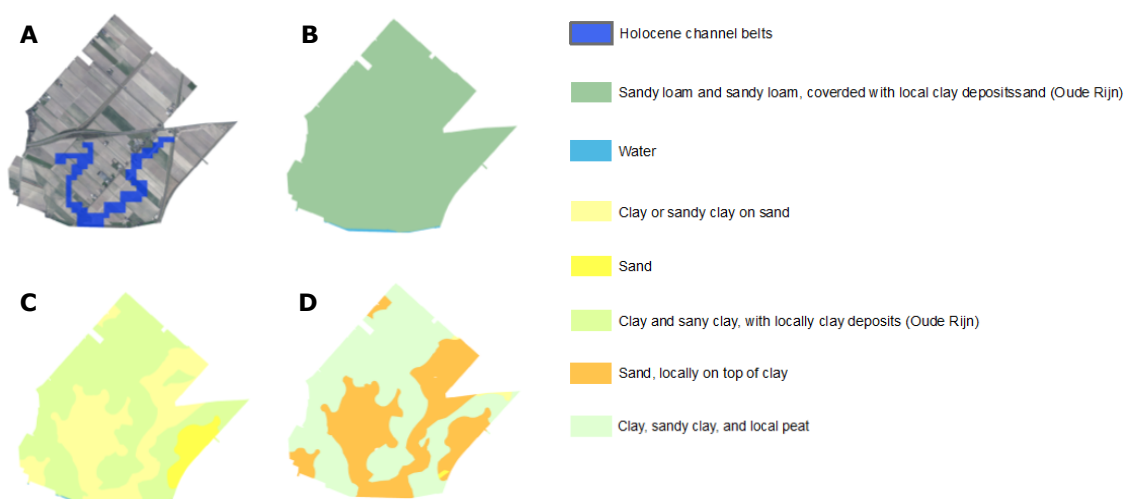 A
B
Holocene channel belts
Sandy loam and sandy loam, coverded with local clay depositssand (Oude Rijn)
Water
Clay or sandy clay on sand
Sand
C
D
Clay and sany clay, with locally clay deposits (Oude Rijn)
Sand, locally on top of clay
Clay, sandy clay, and local peat